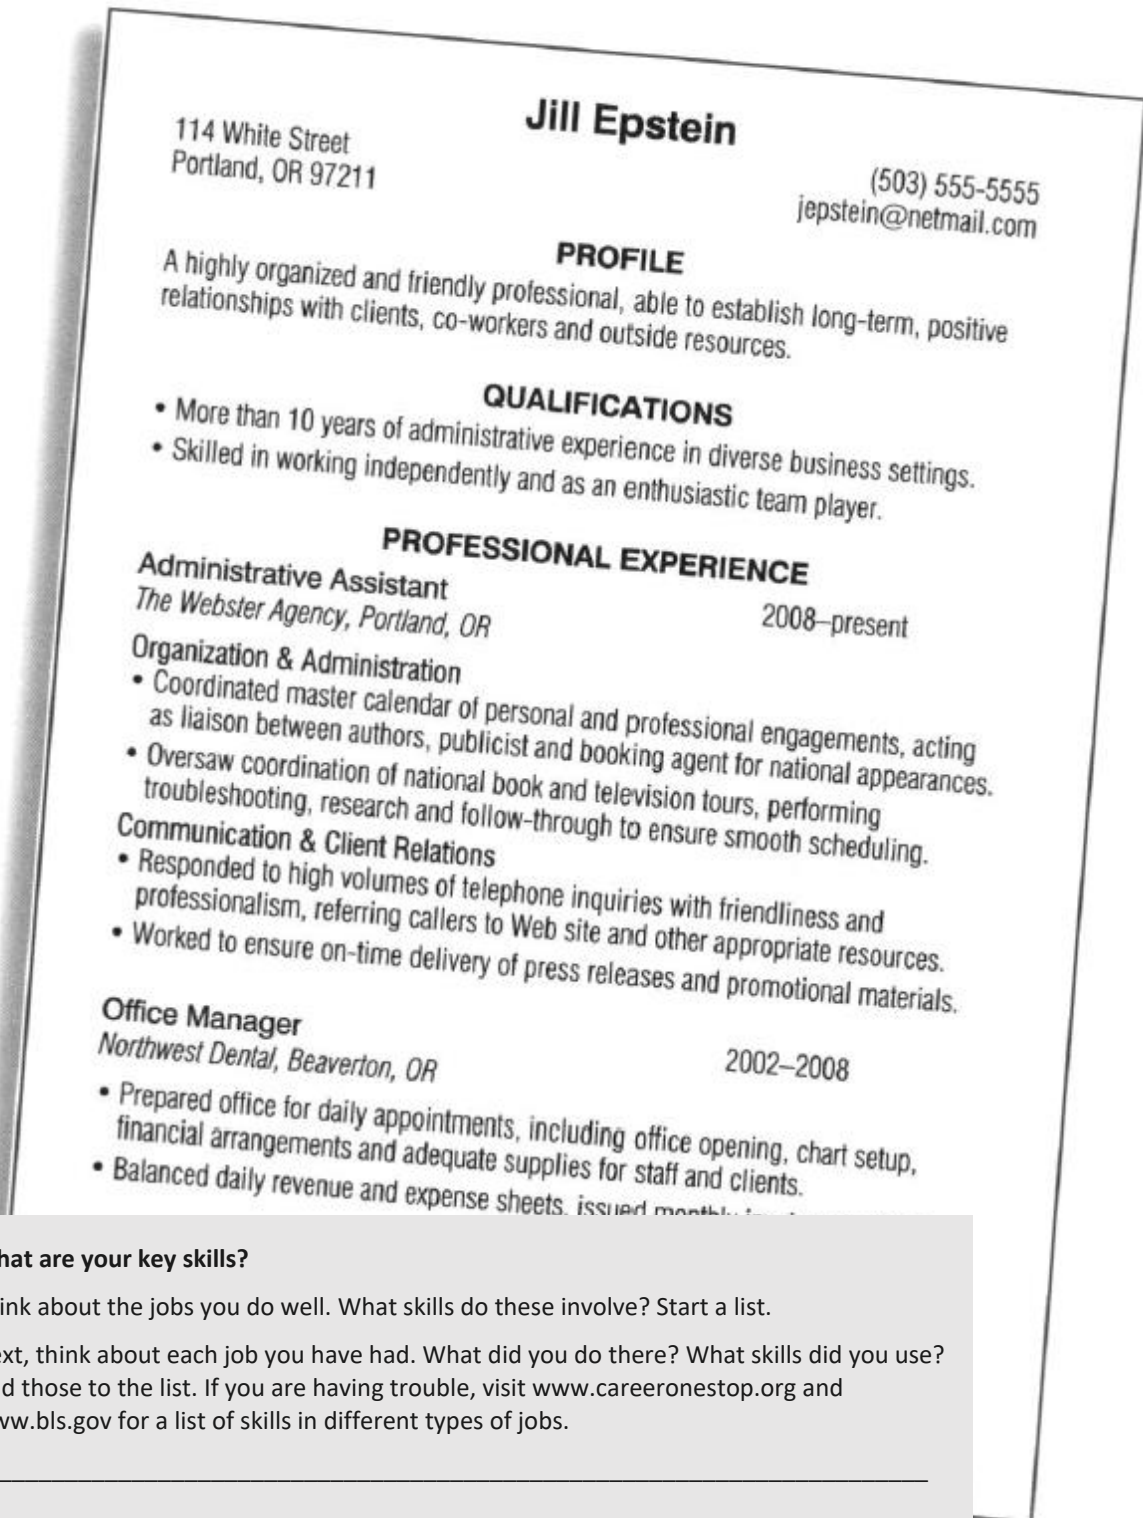 Jill Epstein
114 White Street
Portland, OR 97211
(503) 555-5555
jepstein@netmail.com
PROFILE
A highly organized and friendly professional, able to establish long-term, positive
relationships with clients, co-workers and outside resources.
QUALIFICATIONS
• More than 10 years of administrative experience in diverse business settings.
• Skilled in working independently and as an enthusiastic team player.
PROFESSIONAL EXPERIENCE
Administrative Assistant
2008–present
The Webster Agency, Portland, OR
Organization & Administration
• Coordinated master calendar of personal and professional engagements, acting
as liaison between authors, publicist and booking agent for national appearances.
• Oversaw coordination of national book and television tours, performing
troubleshooting, research and follow-through to ensure smooth scheduling.
Communication & Client Relations
• Responded to high volumes of telephone inquiries with friendliness and
professionalism, referring callers to Web site and other appropriate resources.
• Worked to ensure on-time delivery of press releases and promotional materials.
Office Manager
2002–2008
Northwest Dental, Beaverton, OR
• Prepared office for daily appointments, including office opening, chart setup,
financial arrangements and adequate supplies for staff and clients.
• Balanced daily revenue and expense sheets, issued monthly
hat are your key skills?
ink about the jobs you do well. What skills do these involve? Start a list.
ext, think about each job you have had. What did you do there? What skills did you use?
d those to the list. If you are having trouble, visit www.careeronestop.org and
ww.bls.gov for a list of skills in different types of jobs.